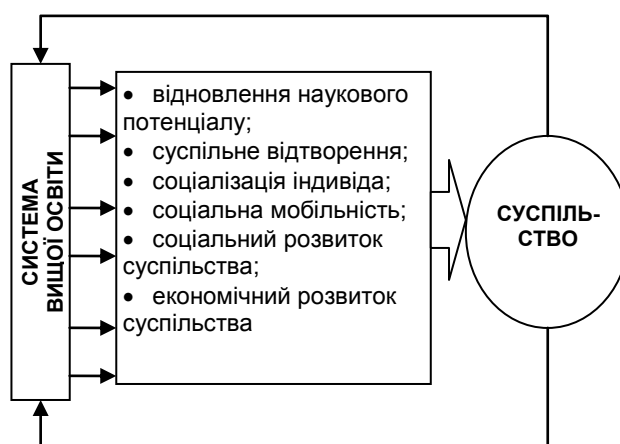 СИСТЕМА
ВИЩОЇ ОСВІТИ
• відновлення наукового
потенціалу;
• суспільне відтворення;
• соціалізація індивіда;
• соціальна мобільність;
• соціальний розвиток
суспільства;
• економічний розвиток
суспільства
СУСПІЛЬ-
СТВО